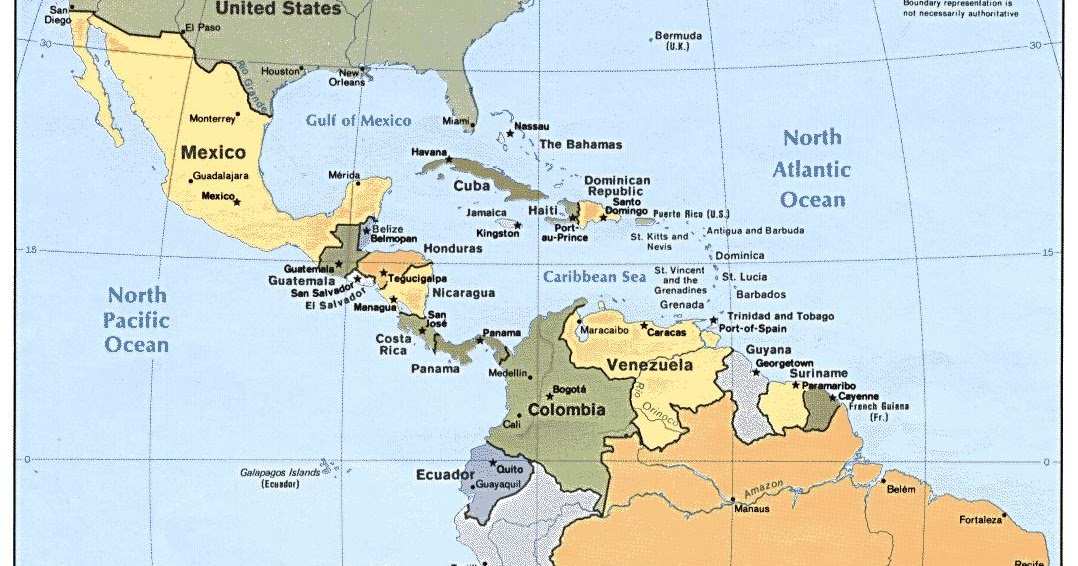 Boundary representation is
not necessarily authoritative
United States
San
Diego
El Paso
30
30
Bermuda
(U.K.)
Houston
New
Orleans
Rio Grande
Monterrey
Gulf of Mexico
Miami
Nassau
The Bahamas
North
Atlantic
Ocean
Mexico
Havana
Guadalajara
Mérida
Cuba
Dominican
Republic
Mexico
Santo
Domingo
Jamaica
Haiti
Puerto Rico (U.S.)
Kingston
Port-
au-Prince
Belize
Belmopan
St. Kitts and
Nevis
Antigua and Barbuda
15
15
Honduras
Dominica
Guatemala
Guatemala
Tegucigalpa
Caribbean Sea
St. Vincent
and the
Grenadines
St. Lucia
San Salvador
El Salvador
Nicaragua
Barbados
North
Pacific
Ocean
Managua
Grenada
San
José
Trinidad and Tobago
Port-of-Spain
Maracaibo
Caracas
Costa
Rica
Panama
Panama
Guyana
Georgetown
Venezuela
Suriname
Medellín
Paramaribo
Bogotá
Cayenne
French Guiana
(Fr.)
Colombia
Rio
Orinoco
Cali
0
0
Galapagos Islands
(Ecuador)
Ecuador
Quito
Guayaquil
Amazon
Belém
Manaus
Fortaleza
Recife